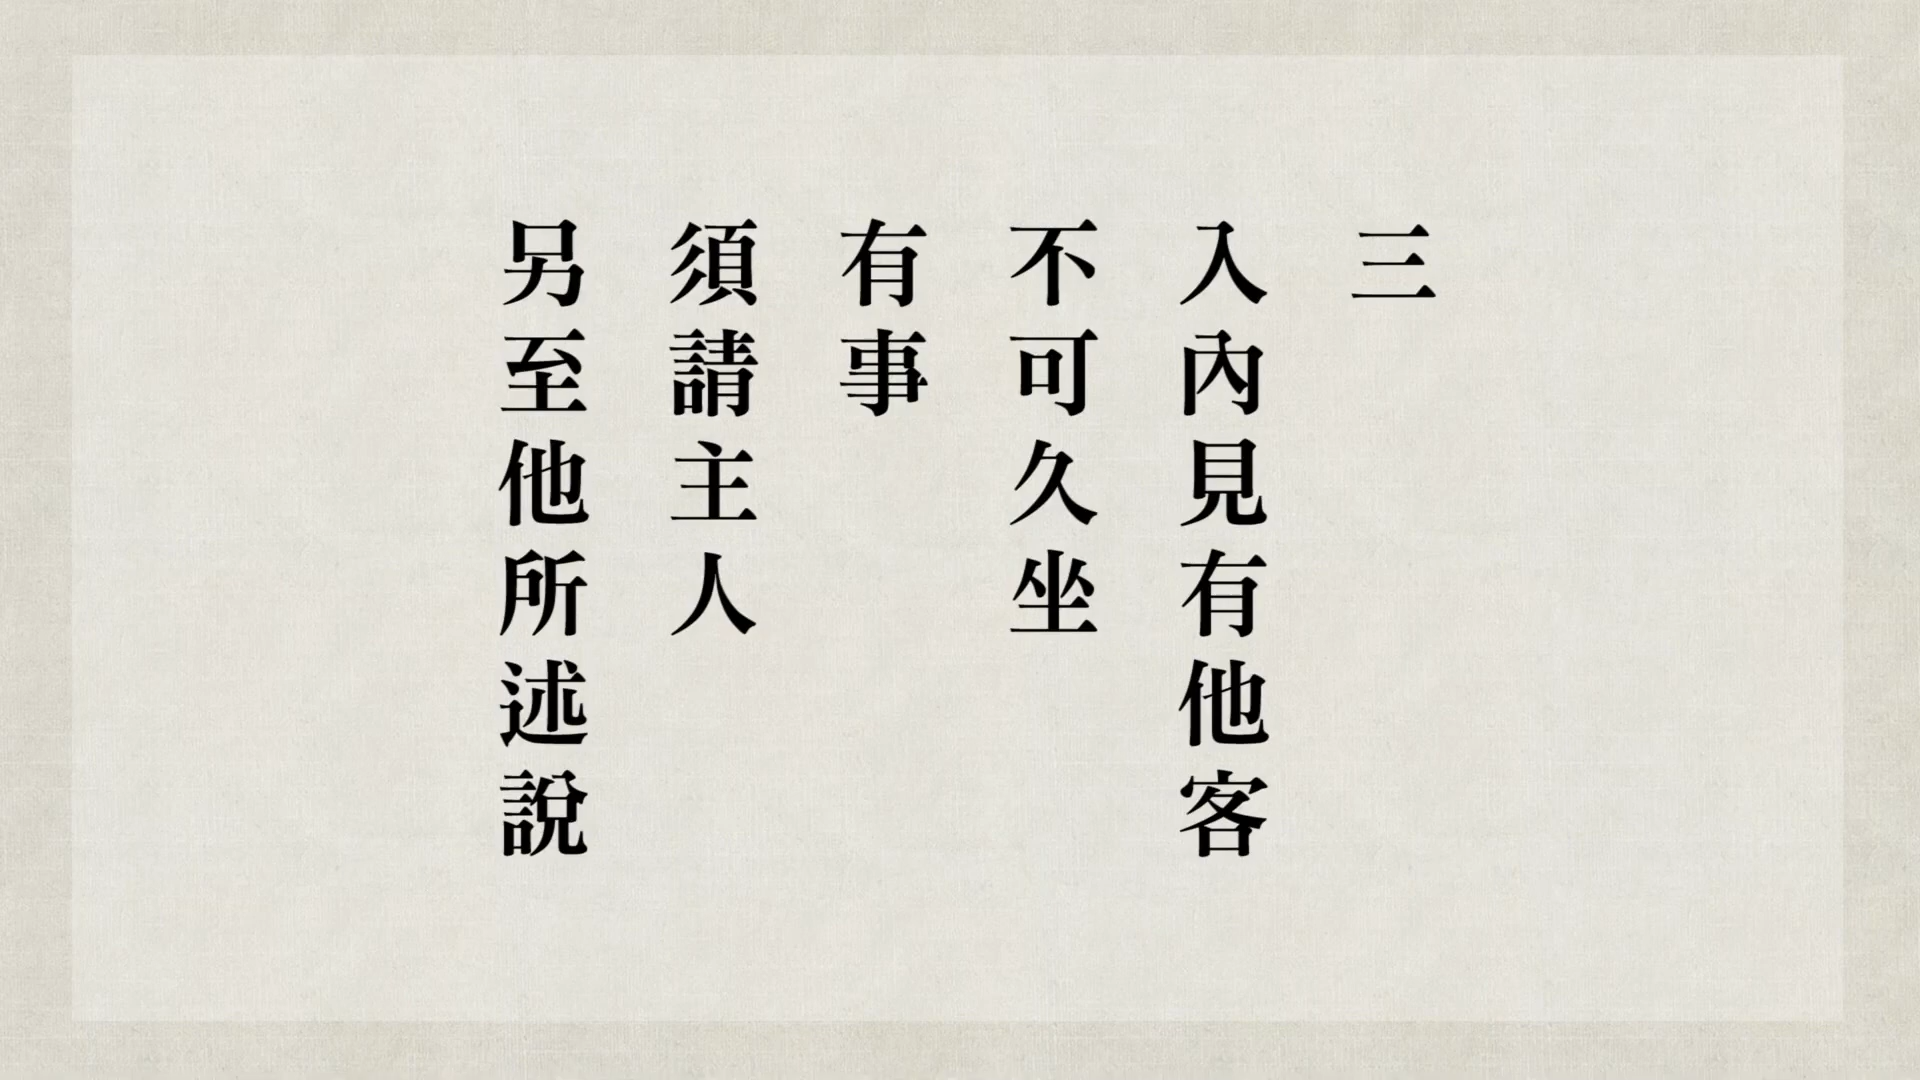 三
入內見有他客
不可久坐
有事
須請主人
另至他所述說